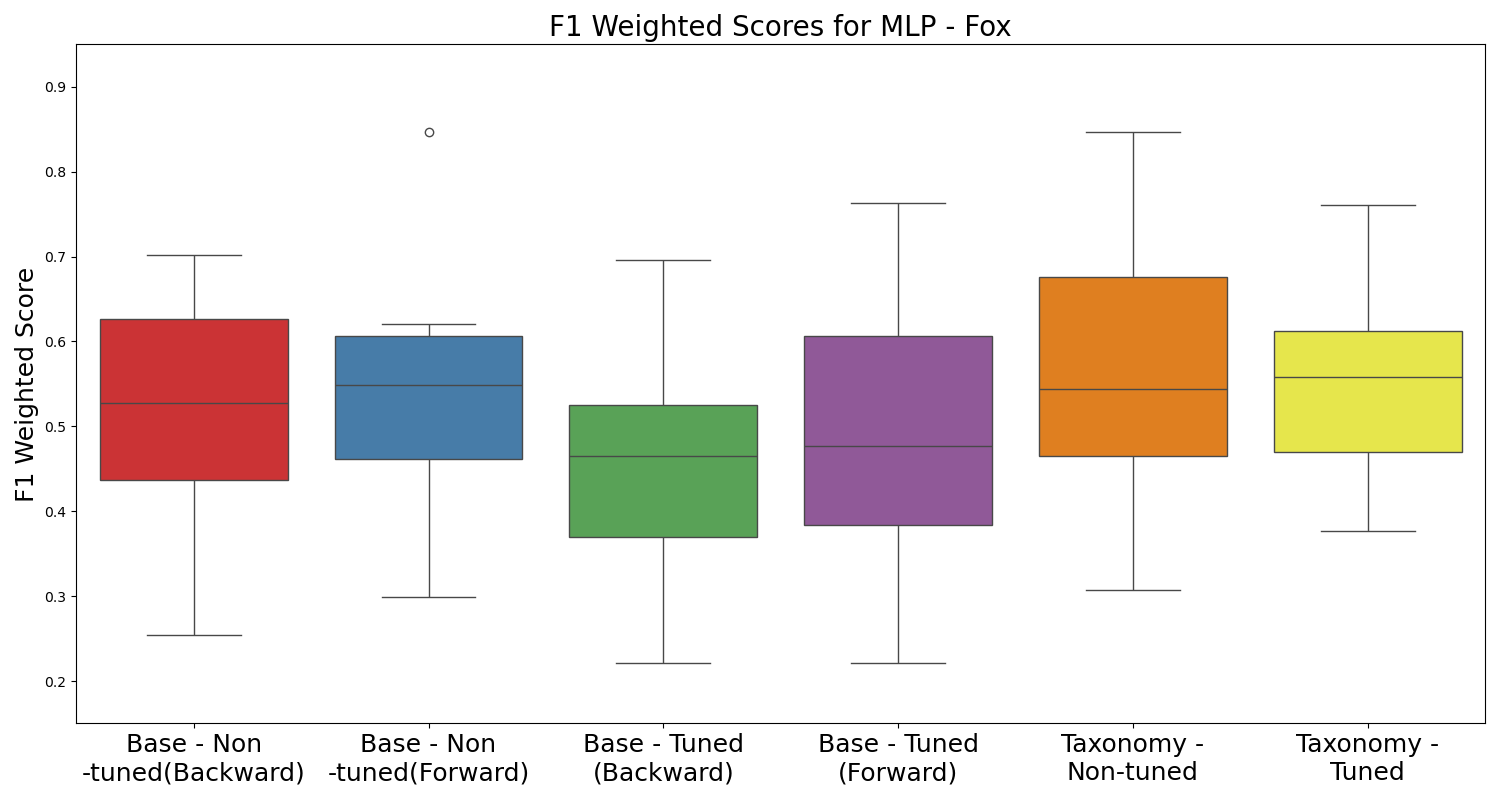 F1 Weighted Scores for MLP - Fox
F1 Weighted Score
0.9
0.8
0.7
0.6
0.5
0.4
0.3
0.2
Base - Non
-tuned(Backward)
Base - Non
-tuned(Forward)
Base - Tuned
(Backward)
Base - Tuned
(Forward)
Taxonomy -
Non-tuned
Taxonomy -
Tuned